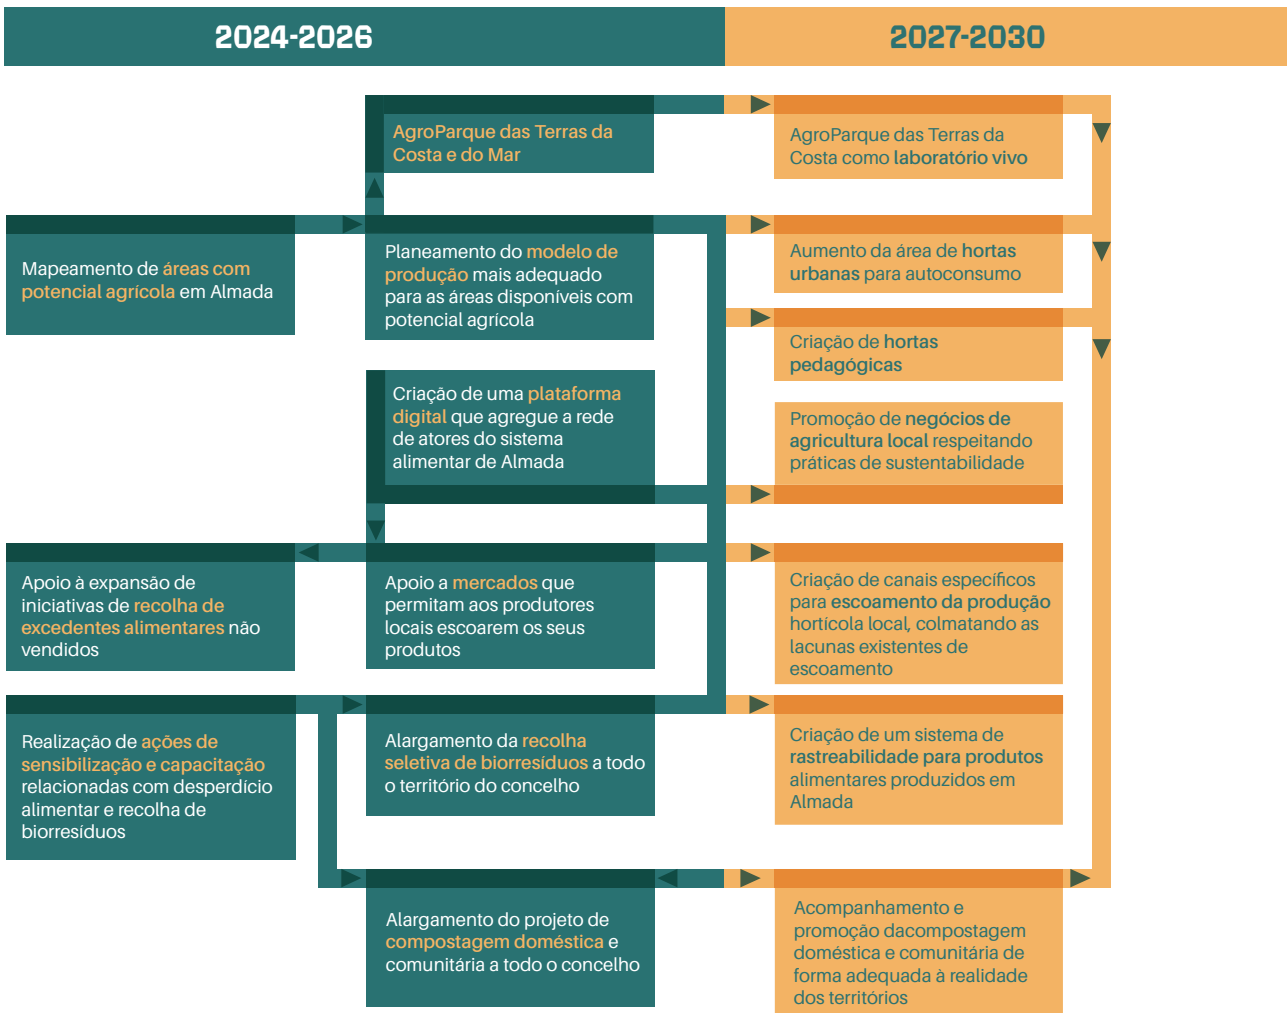 2024-2026
2027-2030
AgroParque das Terras da
Costa e do Mar
AgroParque das Terras da
Costa como laboratório vivo
Mapeamento de áreas com
potencial agrícola em Almada
Planeamento do modelo de
produção mais adequado
para as áreas disponíveis com
potencial agrícola
Aumento da área de hortas
urbanas para autoconsumo
Criação de hortas
pedagógicas
Criação de uma plataforma
digital que agregue a rede
de atores do sistema
alimentar de Almada
Promoção de negócios de
agricultura local respeitando
práticas de sustentabilidade
Apoio à expansão de
iniciativas de recolha de
excedentes alimentares não
vendidos
Apoio a mercados que
permitam aos produtores
locais escoarem os seus
produtos
Criação de canais específicos
para escoamento da produção
hortícola local, colmatando as
lacunas existentes de
escoamento
Realização de ações de
sensibilização e capacitação
relacionadas com desperdício
alimentar e recolha de
biorresíduos
Alargamento da recolha
seletiva de biorresíduos a todo
o território do concelho
Criação de um sistema de
rastreabilidade para produtos
alimentares produzidos em
Almada
Alargamento do projeto de
compostagem doméstica e
comunitária a todo o concelho
Acompanhamento e
promoção dacompostagem
doméstica e comunitária de
forma adequada à realidade
dos territórios